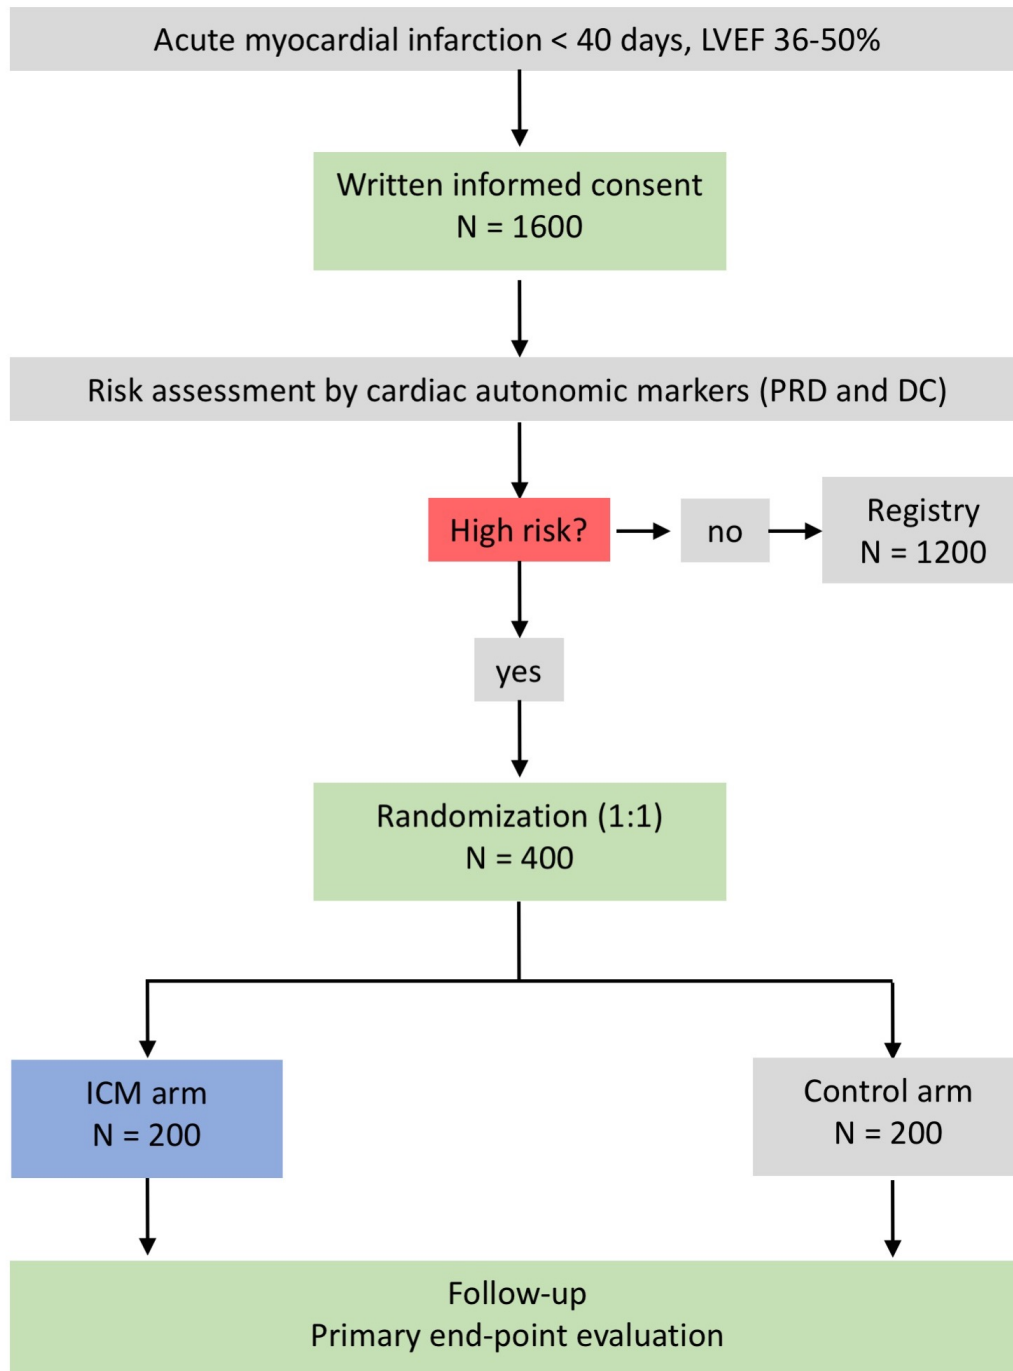 Acute myocardial infarction < 40 days, LVEF 36-50%
Written informed consent
N = 1600
Risk assessment by cardiac autonomic markers (PRD and DC)
High risk?
no
Registry
N = 1200
yes
Randomization (1:1)
N = 400
ICM arm
N = 200
Control arm
N = 200
Follow-up
Primary end-point evaluation